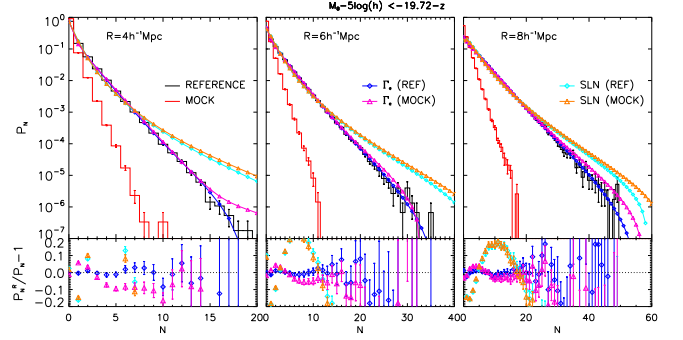 M_B−5log(h) <−19.72−z
R=4h⁻¹Mpc
R=6h⁻¹Mpc
R=8h⁻¹Mpc
REFERENCE
MOCK
Γ_e (REF)
Γ_e (MOCK)
SLN (REF)
SLN (MOCK)
P_N
10⁰
10⁻¹
10⁻²
10⁻³
10⁻⁴
10⁻⁵
10⁻⁶
10⁻⁷
P_N^R/P_N−1
0.2
0.1
0.0
−0.1
−0.2
0 5 10 15 20 0 10 20 30 40 0 20 40 60
N N N